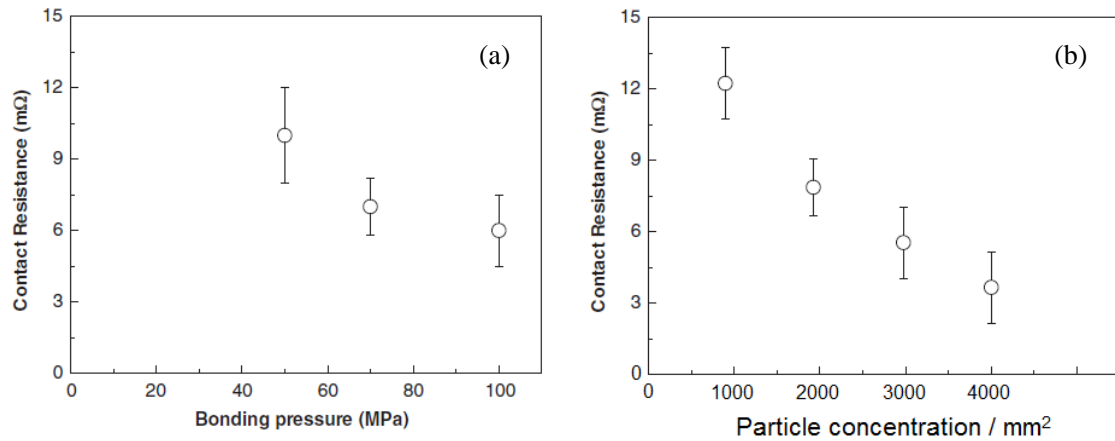 (a)
Contact Resistance (mΩ)
15
12
9
6
3
0
0 20 40 60 80 100
Bonding pressure (MPa)
(b)
Contact Resistance (mΩ)
15
12
9
6
3
0
0 1000 2000 3000 4000
Particle concentration / mm²